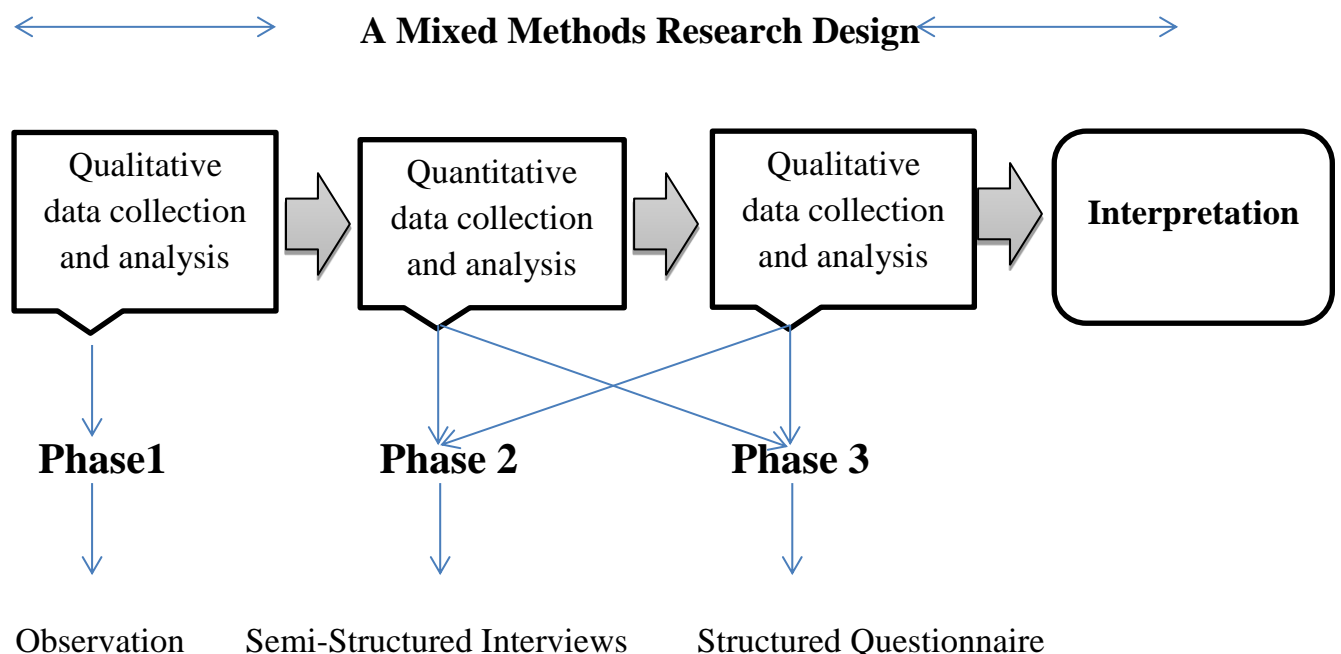 A Mixed Methods Research Design
Qualitative
data collection
and analysis
Quantitative
data collection
and analysis
Qualitative
data collection
and analysis
Interpretation
Phase1
Phase 2
Phase 3
Observation
Semi-Structured Interviews
Structured Questionnaire